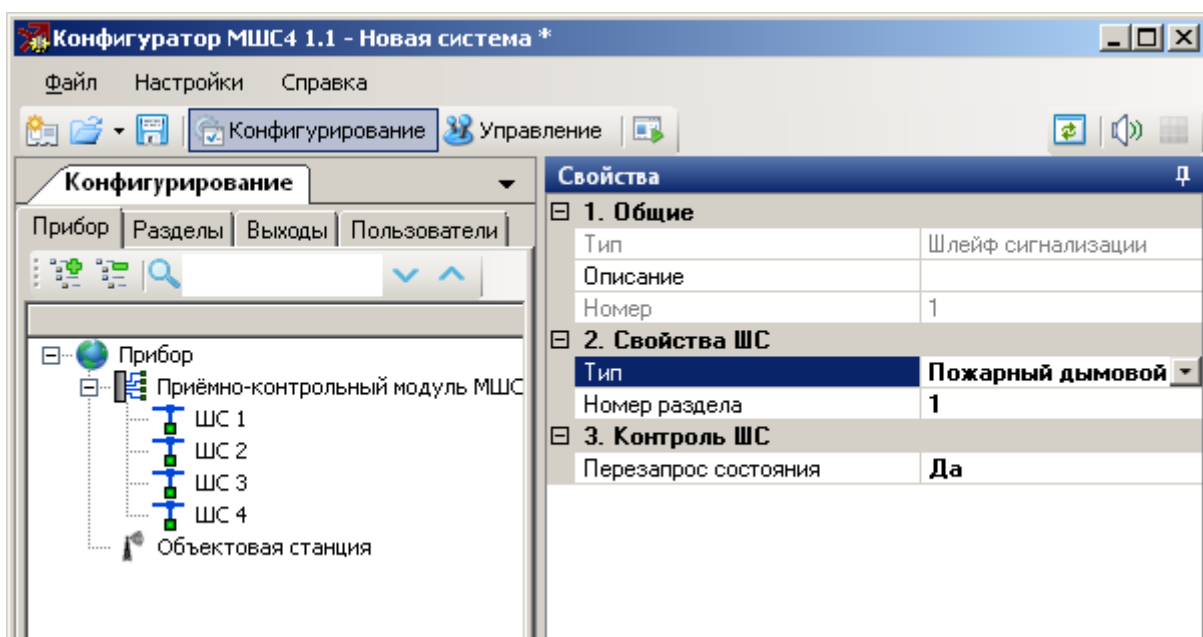 Конфигуратор МШС4 1.1 - Новая система *
Файл Настройки Справка
Конфигурирование Управление
Конфигурирование
Прибор Разделы Выходы Пользователи
Прибор
Приёмно-контрольный модуль МШС
ШС 1
ШС 2
ШС 3
ШС 4
Объектовая станция
Свойства
1. Общие
Тип Шлейф сигнализации
Описание
Номер 1
2. Свойства ШС
Тип Пожарный дымовой
Номер раздела 1
3. Контроль ШС
Перезапрос состояния Да